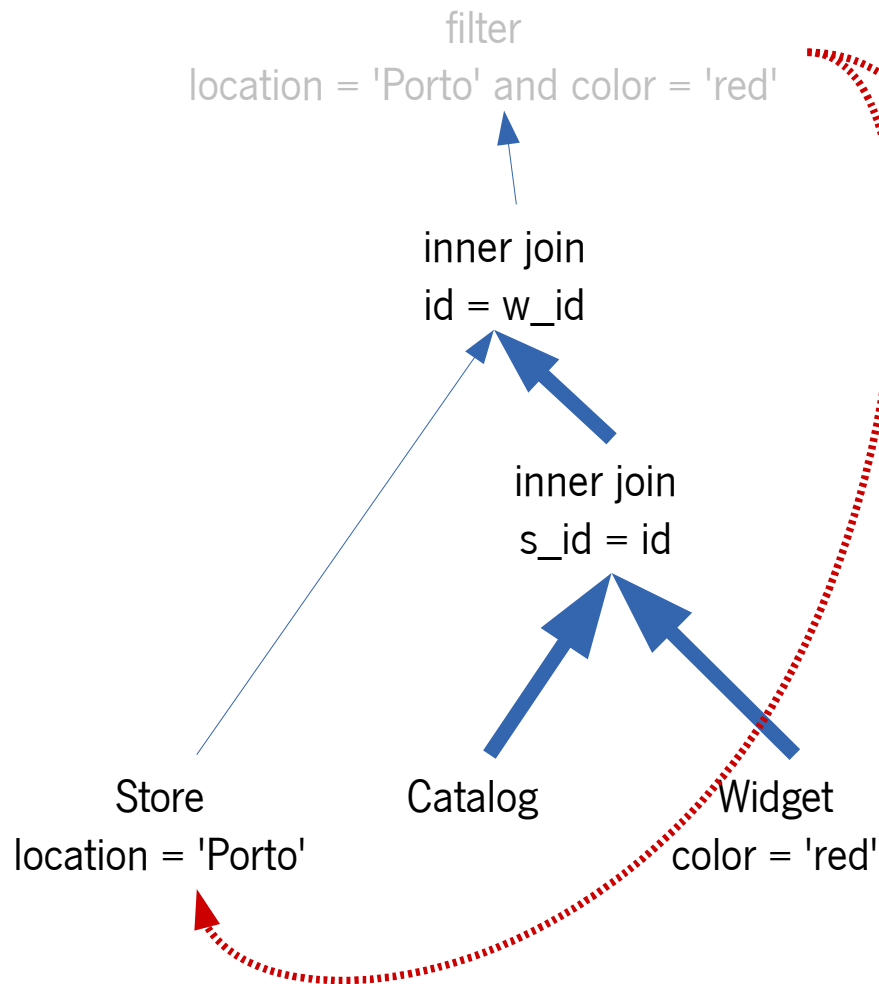 filter
location = 'Porto' and color = 'red'
inner join
id = w_id
inner join
s_id = id
Store
location = 'Porto'
Catalog
Widget
color = 'red'